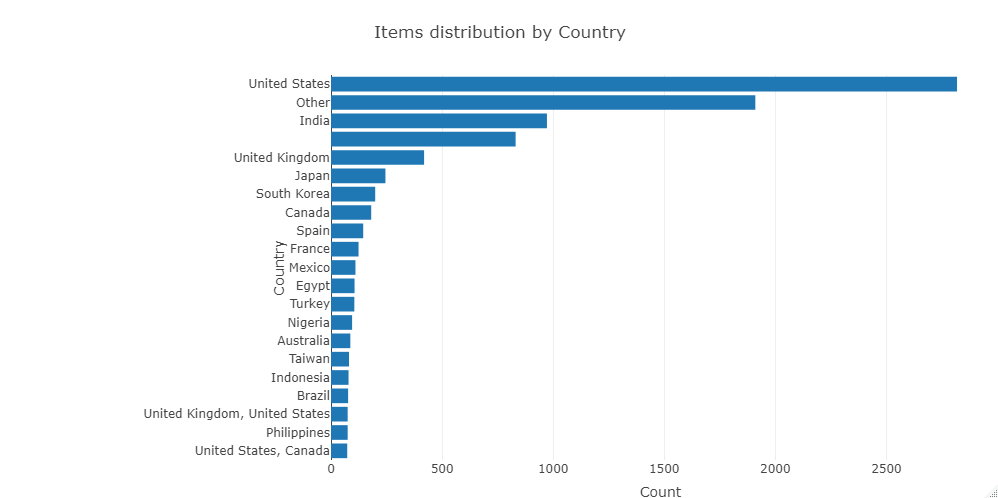 Items distribution by Country
United States
Other
India
United Kingdom
Japan
South Korea
Canada
Spain
France
Country
Mexico
Egypt
Turkey
Nigeria
Australia
Taiwan
Indonesia
Brazil
United Kingdom, United States
Philippines
United States, Canada
0 500 1000 1500 2000 2500
Count